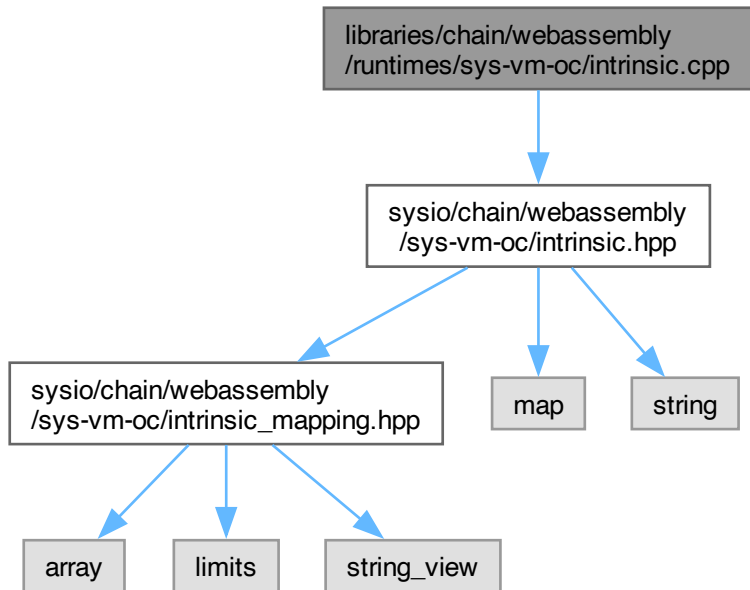 libraries/chain/webassembly
/runtimes/sys-vm-oc/intrinsic.cpp
sysio/chain/webassembly
/sys-vm-oc/intrinsic.hpp
sysio/chain/webassembly
/sys-vm-oc/intrinsic_mapping.hpp
map
string
array
limits
string_view